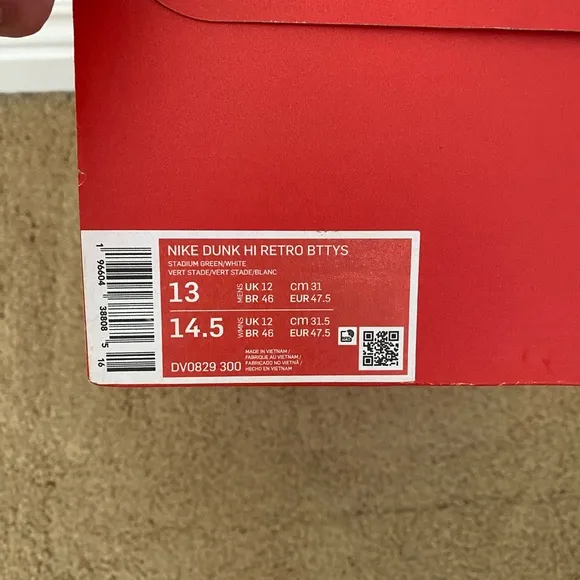 NIKE DUNK HI RETRO BTTYS
STADIUM GREEN/WHITE
VERT STADE/VERT STADE/BLANC
13 MENS UK 12 CM 31
BR 46 EUR 47.5
14.5 WMNS UK 12 CM 31.5
BR 46 EUR 47.5
DV0829 300
MADE IN VIETNAM /
FABRIQUE AU VIETNAM /
FABRICADO NO VIETNÃ /
HECHO EN VIETNAM
1 96604 38808 5 16